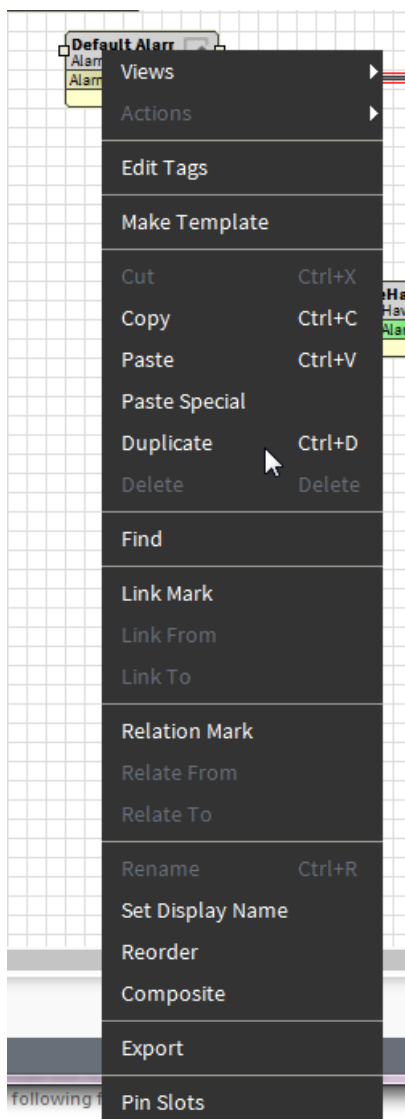 Default Alarr
Alarm
Alarm
Views
Actions
Edit Tags
Make Template
Cut Ctrl+X
Copy Ctrl+C
Paste Ctrl+V
Paste Special
Duplicate Ctrl+D
Delete Delete
Find
Link Mark
Link From
Link To
Relation Mark
Relate From
Relate To
Rename Ctrl+R
Set Display Name
Reorder
Composite
Export
following
Pin Slots